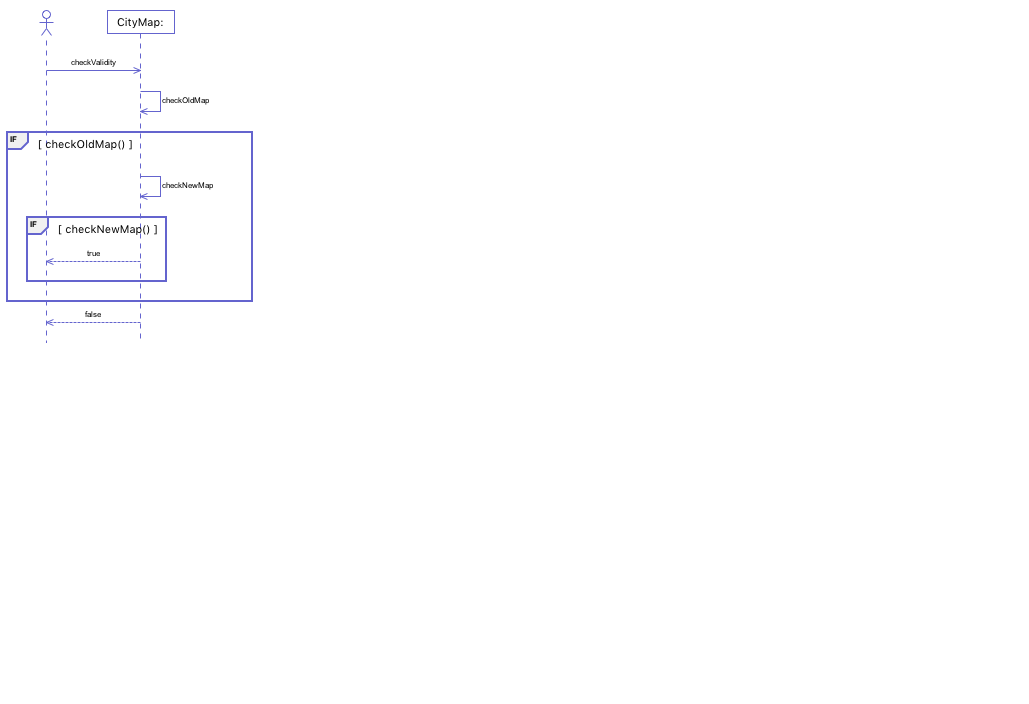 CityMap:
checkValidity
checkOldMap
IF
[ checkOldMap() ]
checkNewMap
IF
[ checkNewMap() ]
true
false